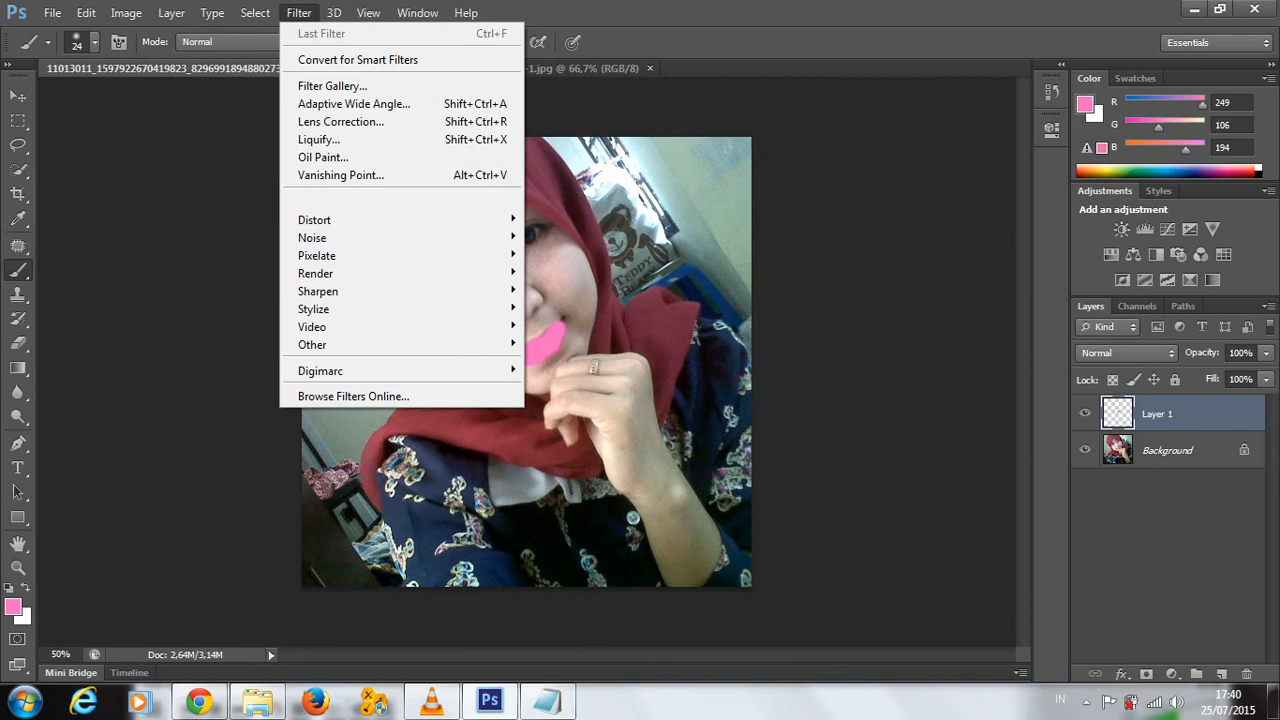 Ps File Edit Image Layer Type Select Filter 3D View Window Help
24 Mode: Normal Essentials
11013011_1597922670419823_8296991894880273 -1.jpg @ 66,7% (RGB/8) ×
Last Filter Ctrl+F
Convert for Smart Filters
Filter Gallery...
Adaptive Wide Angle... Shift+Ctrl+A
Lens Correction... Shift+Ctrl+R
Liquify... Shift+Ctrl+X
Oil Paint...
Vanishing Point... Alt+Ctrl+V
Distort
Noise
Pixelate
Render
Sharpen
Stylize
Video
Other
Digimarc
Browse Filters Online...
TEDDY
Color Swatches
R 249
G 106
B 194
Adjustments Styles
Add an adjustment
Layers Channels Paths
Kind
Normal Opacity: 100%
Lock: Fill: 100%
Layer 1
Background
50% Doc: 2,64M/3,14M
Mini Bridge Timeline
Ps IN 17:40
25/07/2015